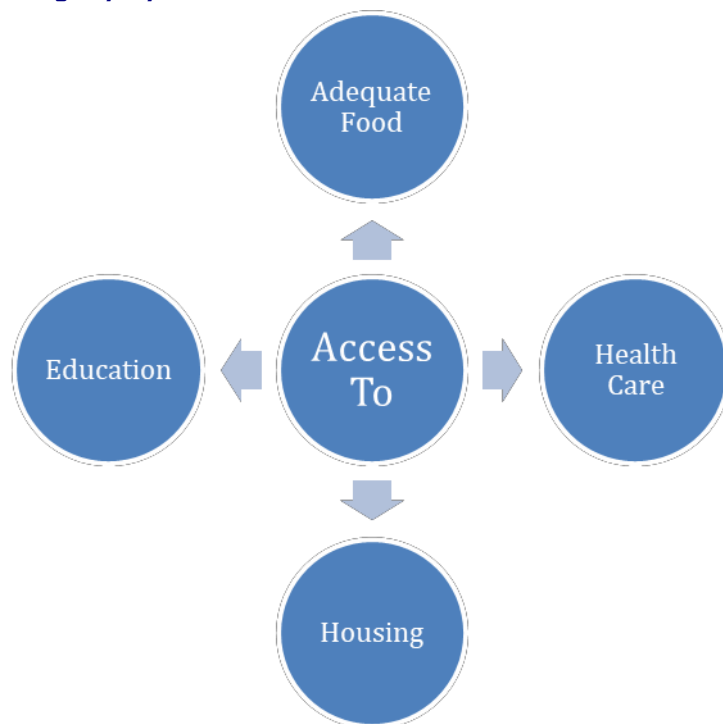 Adequate
Food
Education
Access
To
Health
Care
Housing